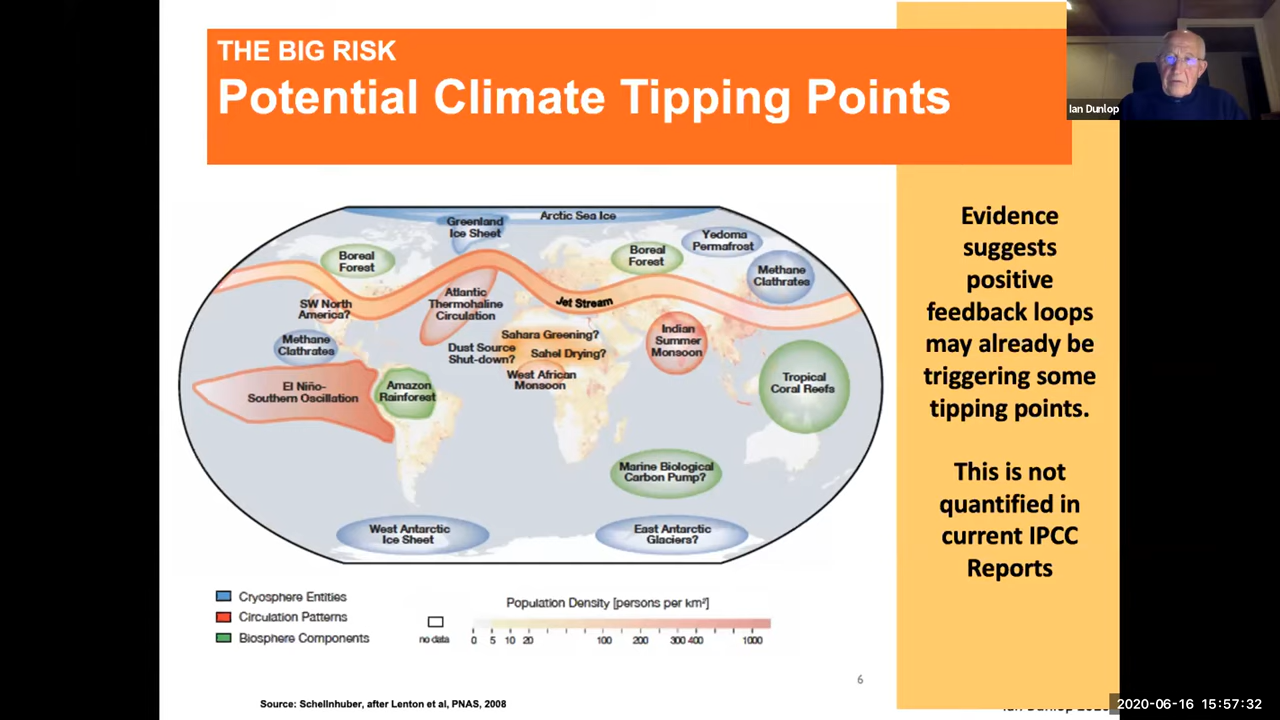 THE BIG RISK
Potential Climate Tipping Points
Ian Dunlop
Greenland
Ice Sheet
Arctic Sea Ice
Boreal
Forest
Boreal
Forest
Yedoma
Permafrost
Methane
Clathrates
SW North
America?
Atlantic
Thermohaline
Circulation
Jet Stream
Methane
Clathrates
Dust Source
Shut-down?
Sahara Greening?
Sahel Drying?
West African
Monsoon
Indian
Summer
Monsoon
El Niño-
Southern Oscillation
Amazon
Rainforest
Tropical
Coral Reefs
Marine Biological
Carbon Pump?
West Antarctic
Ice Sheet
East Antarctic
Glaciers?
Evidence
suggests
positive
feedback loops
may already be
triggering some
tipping points.
This is not
quantified in
current IPCC
Reports
Cryosphere Entities
Circulation Patterns
Biosphere Components
no data
Population Density [persons per km²]
0 5 10 20 100 200 300 400 1000
6
Source: Schellnhuber, after Lenton et al, PNAS, 2008
2020-06-16 15:57:32